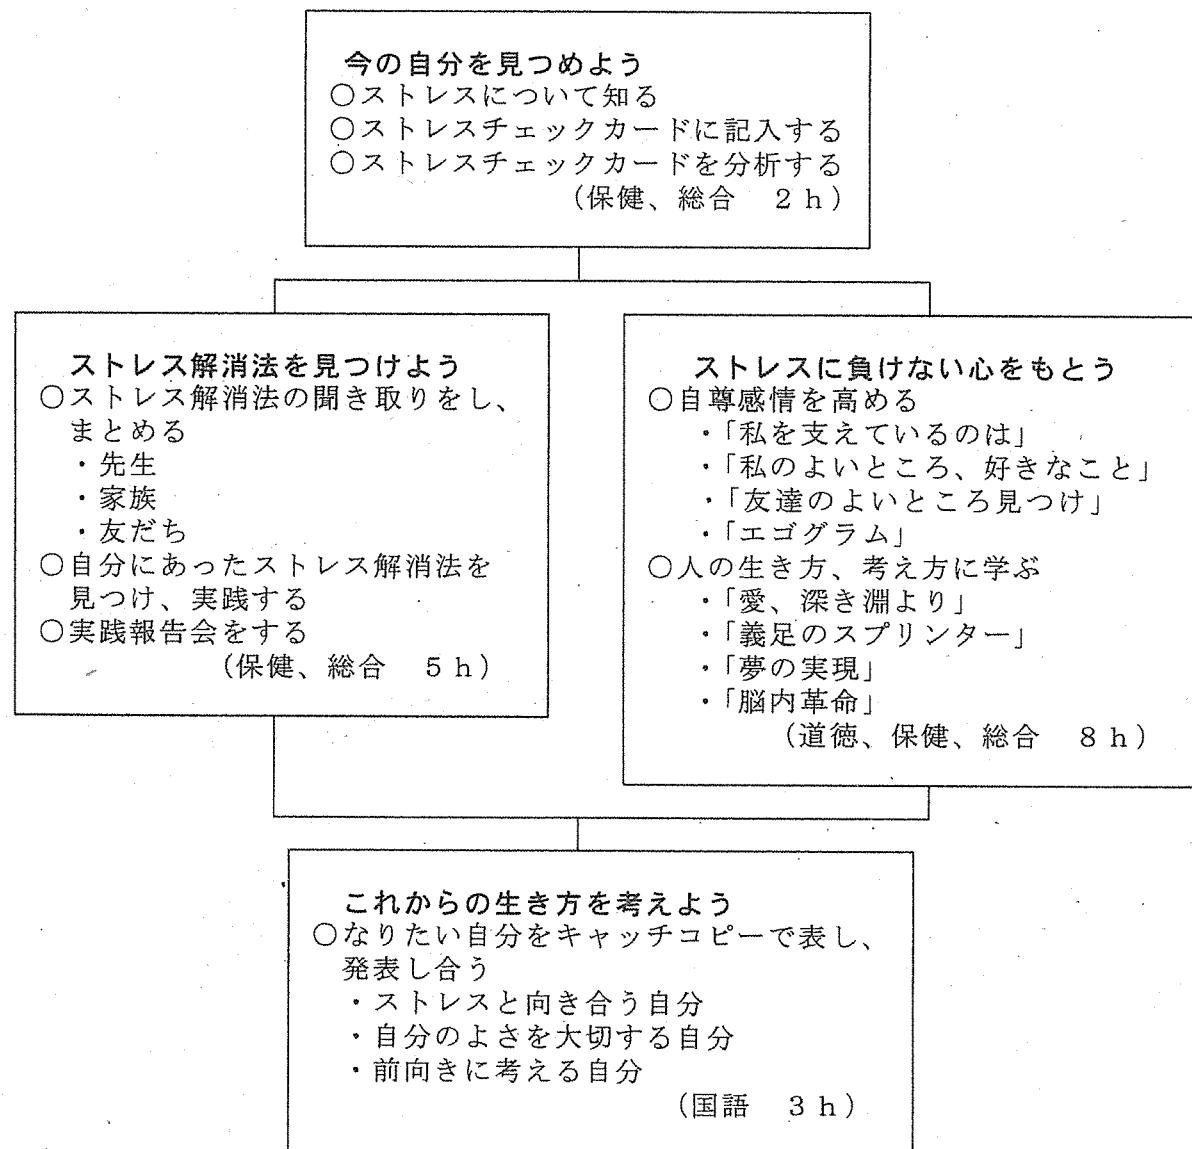 今の自分を見つめよう
○ストレスについて知る
○ストレスチェックカードに記入する
○ストレスチェックカードを分析する
(保健、総合　2h)
ストレス解消法を見つけよう
○ストレス解消法の聞き取りをし、
まとめる
・先生
・家族
・友だち
○自分にあったストレス解消法を
見つけ、実践する
○実践報告会をする
(保健、総合　5h)
ストレスに負けない心をもとう
○自尊感情を高める
・「私を支えているのは」
・「私のよいところ、好きなこと」
・「友達のよいところ見つけ」
・「エゴグラム」
○人の生き方、考え方に学ぶ
・「愛、深き淵より」
・「義足のスプリンター」
・「夢の実現」
・「脳内革命」
(道徳、保健、総合　8h)
これからの生き方を考えよう
○なりたい自分をキャッチコピーで表し、
発表し合う
・ストレスと向き合う自分
・自分のよさを大切する自分
・前向きに考える自分
(国語　3h)